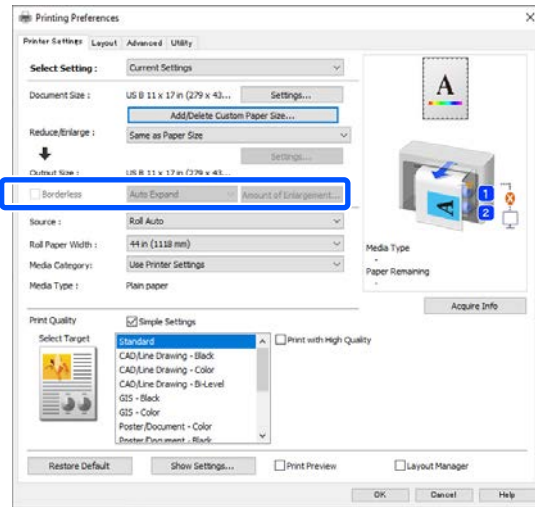 Printing Preferences
Printer Settings Layout Advanced Utility
Select Setting : Current Settings
Document Size : US B 11 x 17 in (279 x 43... Settings...
Add/Delete Custom Paper Size...
Reduce/Enlarge : Same as Paper Size
Settings...
Output Size : US B 11 x 17 in (279 x 43...
Borderless Auto Expand Amount of Enlargement...
Source : Roll Auto
Roll Paper Width : 44 in (1118 mm)
Media Category: Use Printer Settings
Media Type : Plain paper
A
A
1
2
Media Type
-
Paper Remaining
-
Acquire Info
Print Quality Simple Settings
Select Target
Standard
CAD/Line Drawing - Black
CAD/Line Drawing - Color
CAD/Line Drawing - Bi-Level
GIS - Black
GIS - Color
Poster/Document - Color
Poster/Document - Black
Print with High Quality
Restore Default Show Settings... Print Preview Layout Manager
OK Cancel Help